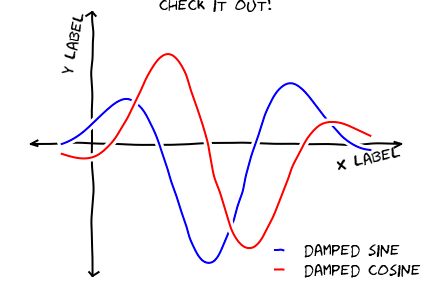 CHECK IT OUT!
Y LABEL
X LABEL
DAMPED SINE
DAMPED COSINE